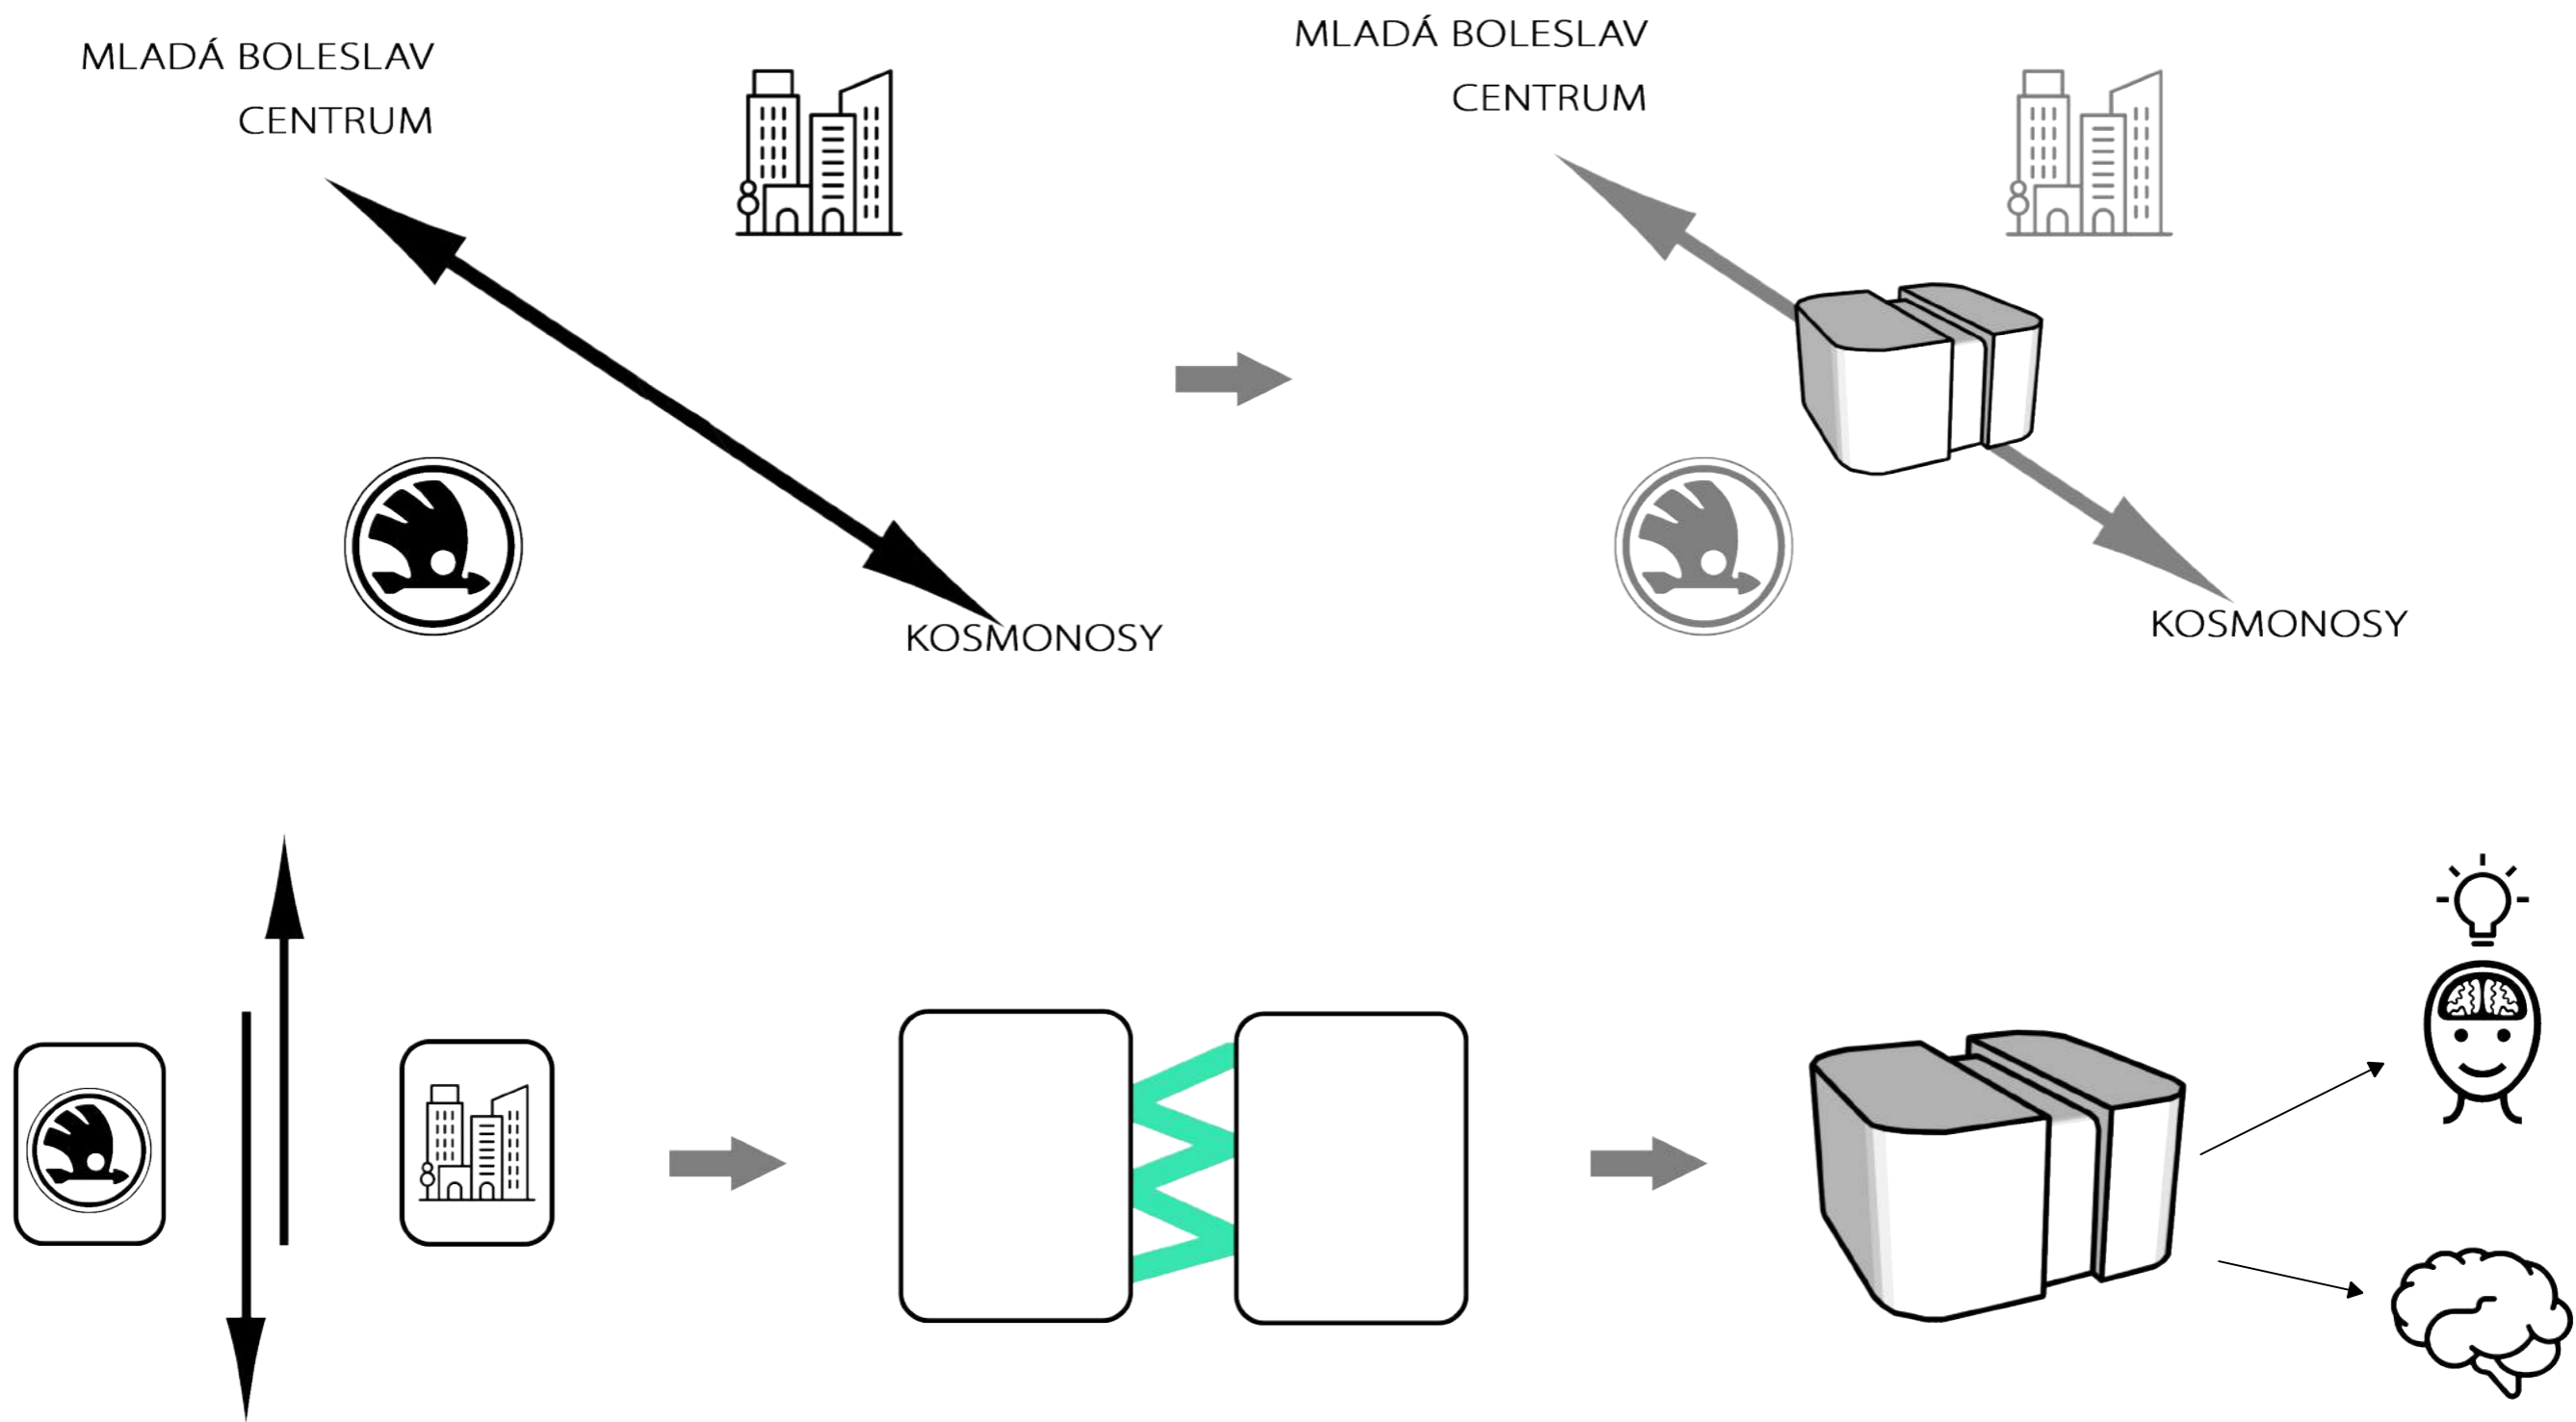 MLADÁ BOLESLAV
CENTRUM
KOSMONOSY
MLADÁ BOLESLAV
CENTRUM
KOSMONOSY